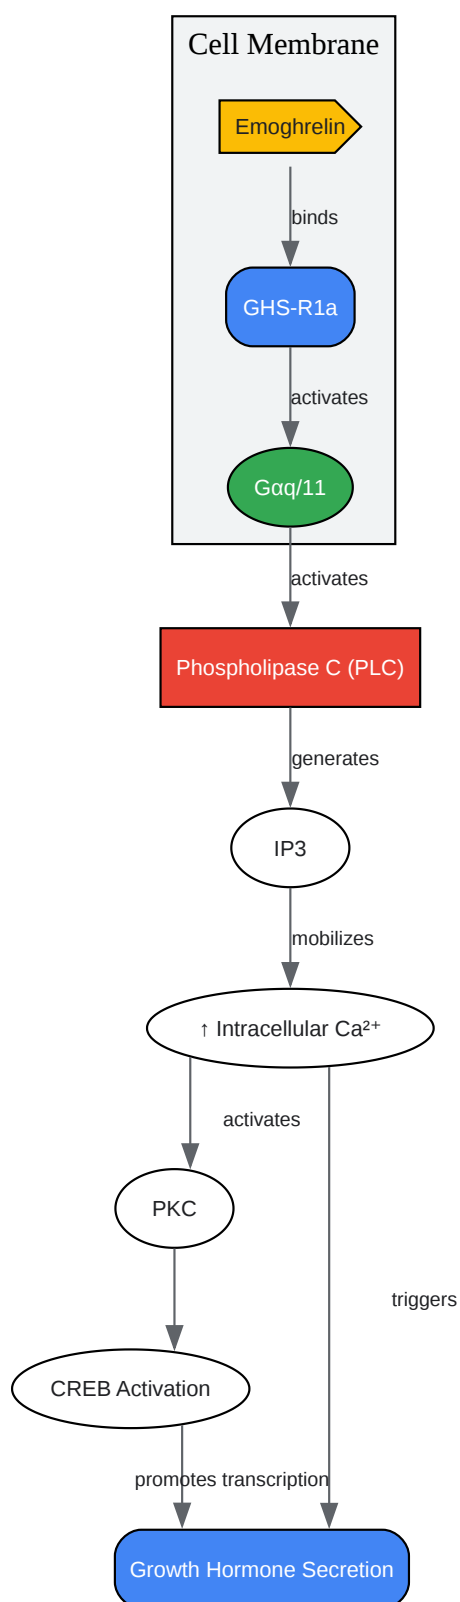 Cell Membrane
Emoghrelin
binds
GHS-R1a
activates
Gαq/11
activates
Phospholipase C (PLC)
generates
IP3
mobilizes
↑ Intracellular Ca²⁺
activates
PKC
triggers
CREB Activation
promotes transcription
Growth Hormone Secretion